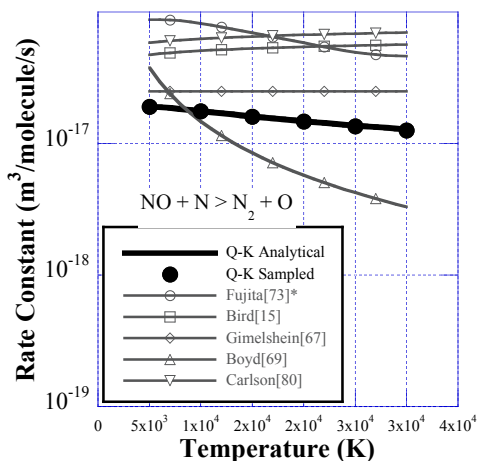 Rate Constant (m³/molecule/s)
10⁻¹⁷
10⁻¹⁸
10⁻¹⁹
NO + N > N₂ + O
Q-K Analytical
Q-K Sampled
Fujita[73]*
Bird[15]
Gimelshein[67]
Boyd[69]
Carlson[80]
0 5x10³ 1x10⁴ 2x10⁴ 2x10⁴ 3x10⁴ 3x10⁴ 4x10⁴
Temperature (K)